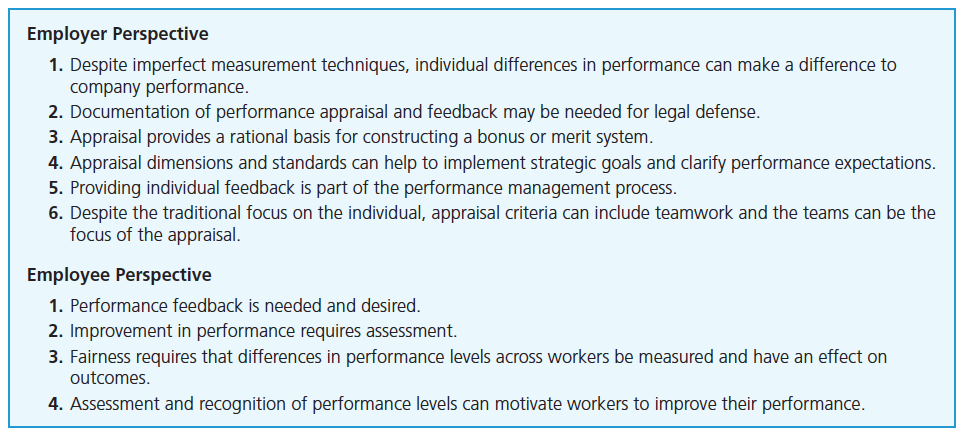 Employer Perspective
1. Despite imperfect measurement techniques, individual differences in performance can make a difference to
company performance.
2. Documentation of performance appraisal and feedback may be needed for legal defense.
3. Appraisal provides a rational basis for constructing a bonus or merit system.
4. Appraisal dimensions and standards can help to implement strategic goals and clarify performance expectations.
5. Providing individual feedback is part of the performance management process.
6. Despite the traditional focus on the individual, appraisal criteria can include teamwork and the teams can be the
focus of the appraisal.
Employee Perspective
1. Performance feedback is needed and desired.
2. Improvement in performance requires assessment.
3. Fairness requires that differences in performance levels across workers be measured and have an effect on
outcomes.
4. Assessment and recognition of performance levels can motivate workers to improve their performance.